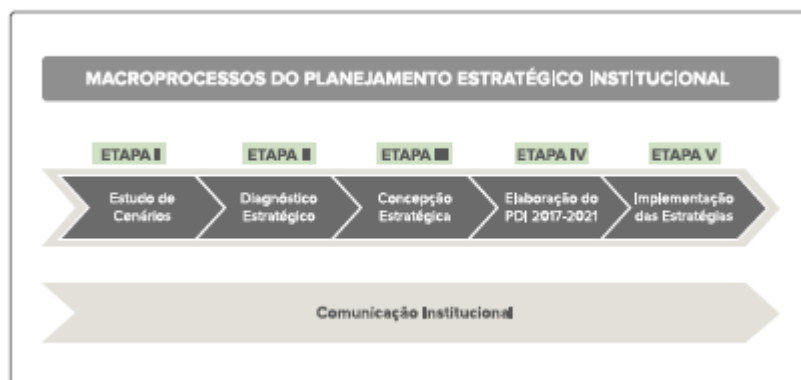 MACROPROCESSOS DO PLANEJAMENTO ESTRATÉGICO INSTITUCIONAL
ETAPA I
ETAPA II
ETAPA III
ETAPA IV
ETAPA V
Estudo de
Cenários
Diagnóstico
Estratégico
Concepção
Estratégica
Elaboração do
PDI 2017-2021
Implementação
das Estratégias
Comunicação Institucional